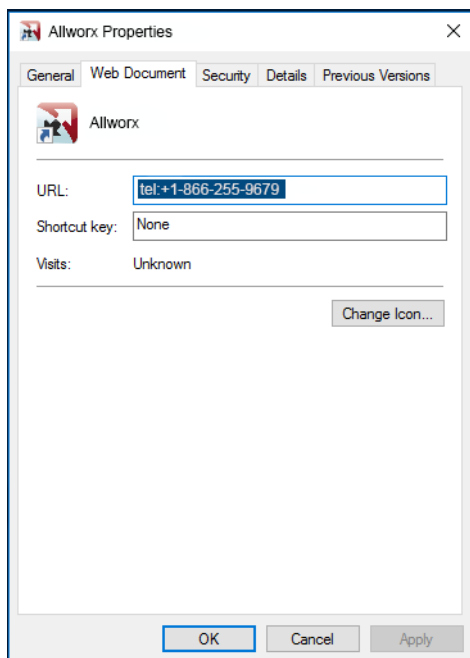 Allworx Properties
General Web Document Security Details Previous Versions
Allworx
URL: tel:+1-866-255-9679
Shortcut key: None
Visits: Unknown
Change Icon...
OK Cancel Apply